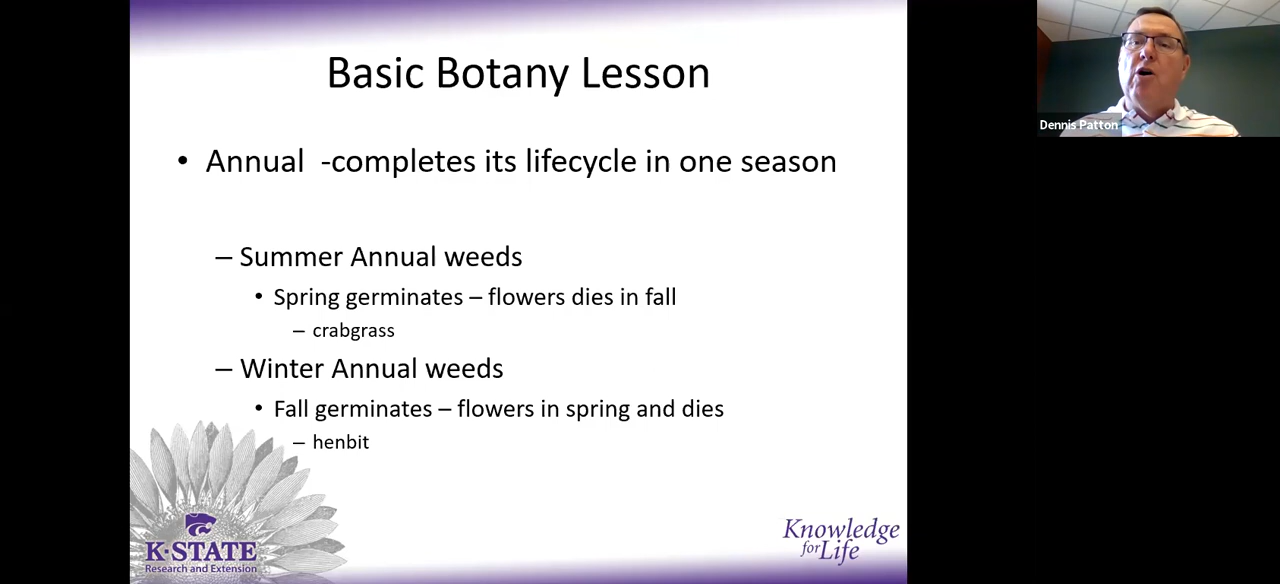 Basic Botany Lesson
• Annual -completes its lifecycle in one season
– Summer Annual weeds
• Spring germinates – flowers dies in fall
– crabgrass
– Winter Annual weeds
• Fall germinates – flowers in spring and dies
– henbit
K-STATE
Research and Extension
Knowledge
for Life
Dennis Patton